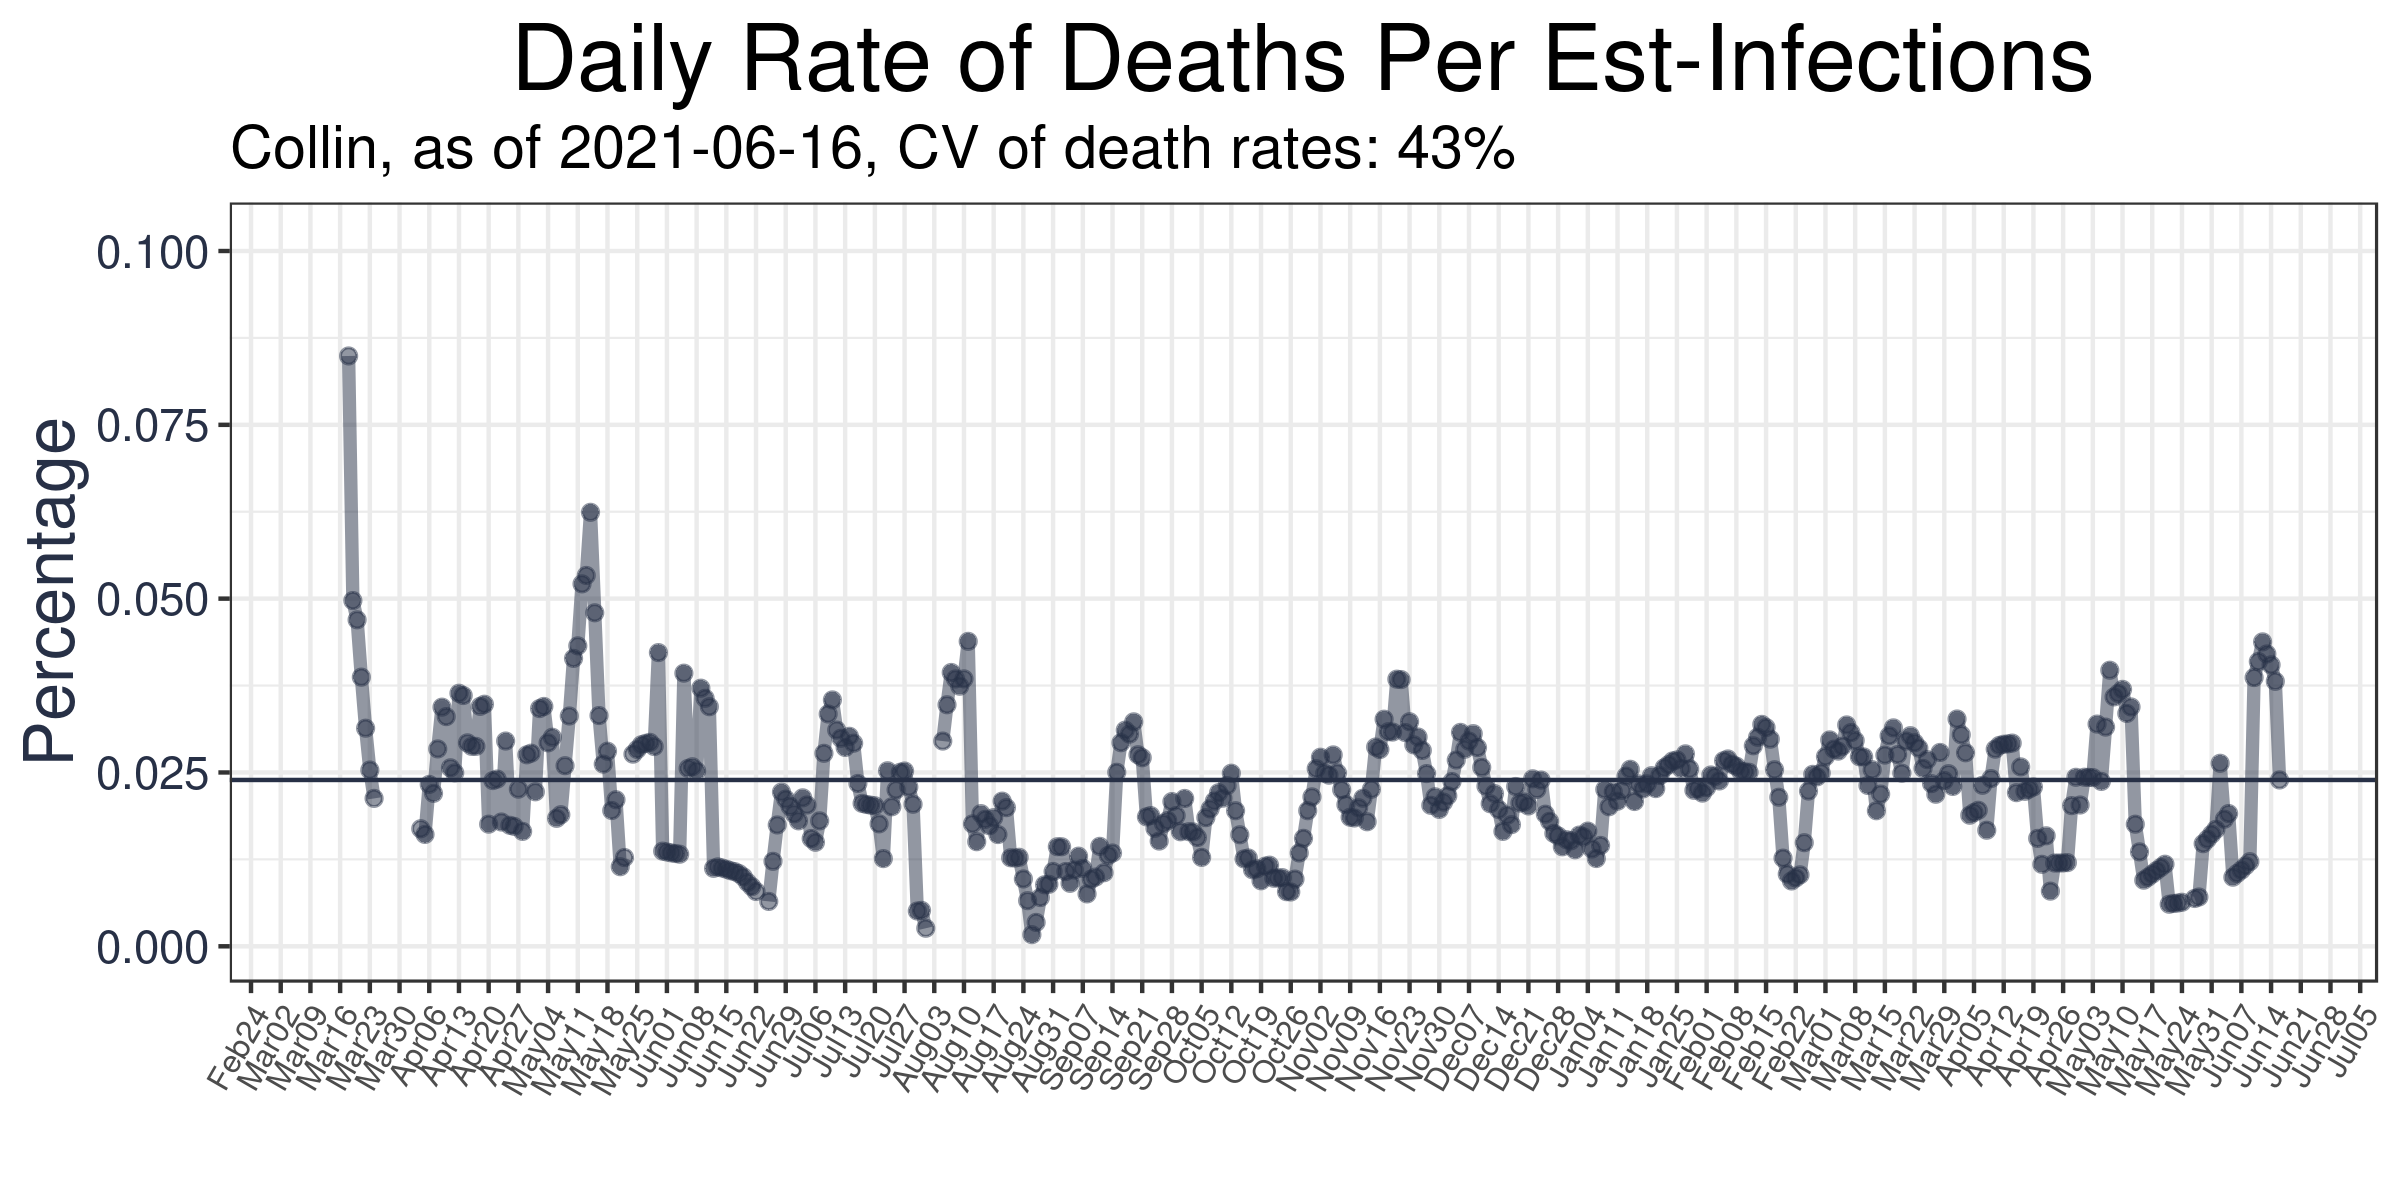 Daily Rate of Deaths Per Est-Infections
Collin, as of 2021-06-16, CV of death rates: 43%
Percentage
0.100
0.075
0.050
0.025
0.000
Feb24
Mar02
Mar09
Mar16
Mar23
Mar30
Apr06
Apr13
Apr20
Apr27
May04
May11
May18
May25
Jun01
Jun08
Jun15
Jun22
Jun29
Jul06
Jul13
Jul20
Jul27
Aug03
Aug10
Aug17
Aug24
Aug31
Sep07
Sep14
Sep21
Sep28
Oct05
Oct12
Oct19
Oct26
Nov02
Nov09
Nov16
Nov23
Nov30
Dec07
Dec14
Dec21
Dec28
Jan04
Jan11
Jan18
Jan25
Feb01
Feb08
Feb15
Feb22
Mar01
Mar08
Mar15
Mar22
Mar29
Apr05
Apr12
Apr19
Apr26
May03
May10
May17
May24
May31
Jun07
Jun14
Jun21
Jun28
Jul05